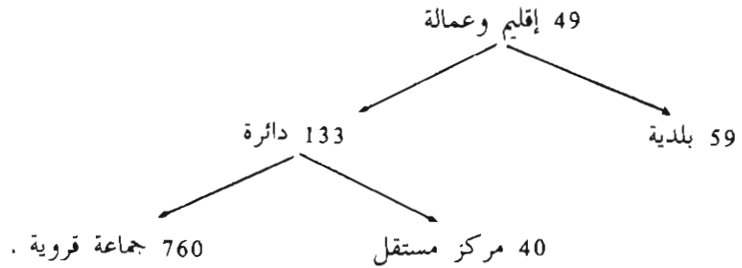 49 إقليم وعمالة
133 دائرة
59 بلدية
760 جماعة قروية .
40 مركز مستقل